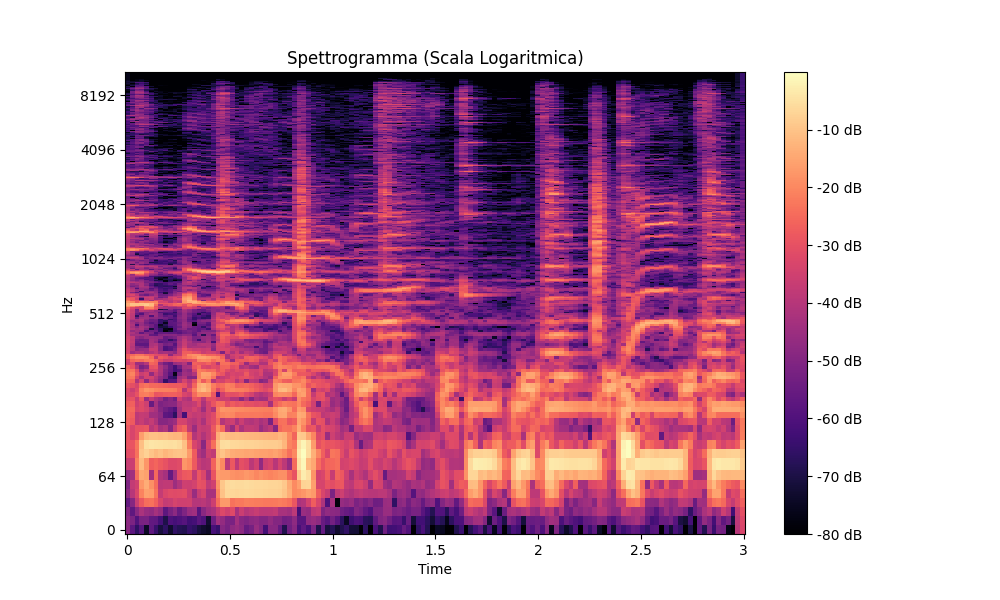 Spettrogramma (Scala Logaritmica)
8192
4096
2048
1024
512
256
128
64
0
Hz
0
0.5
1
1.5
2
2.5
3
Time
-10 dB
-20 dB
-30 dB
-40 dB
-50 dB
-60 dB
-70 dB
-80 dB